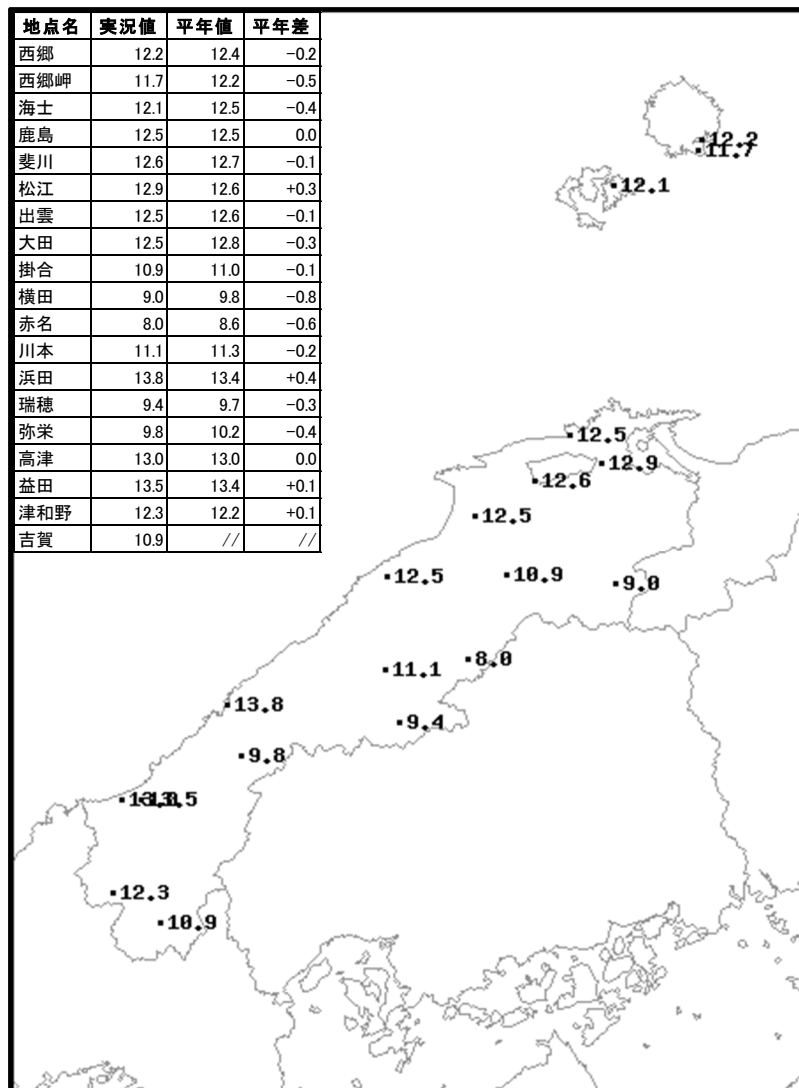 地点名 実況値 平年値 平年差
西郷 12.2 12.4 −0.2
西郷岬 11.7 12.2 −0.5
海士 12.1 12.5 −0.4
鹿島 12.5 12.5 0.0
斐川 12.6 12.7 −0.1
松江 12.9 12.6 +0.3
出雲 12.5 12.6 −0.1
大田 12.5 12.8 −0.3
掛合 10.9 11.0 −0.1
横田 9.0 9.8 −0.8
赤名 8.0 8.6 −0.6
川本 11.1 11.3 −0.2
浜田 13.8 13.4 +0.4
瑞穂 9.4 9.7 −0.3
弥栄 9.8 10.2 −0.4
高津 13.0 13.0 0.0
益田 13.5 13.4 +0.1
津和野 12.3 12.2 +0.1
吉賀 10.9 // //
12.2
11.7
12.1
12.5
12.9
12.6
12.5
12.5
10.9
9.0
8.0
11.1
13.8
9.4
9.8
13.0
13.5
12.3
10.9